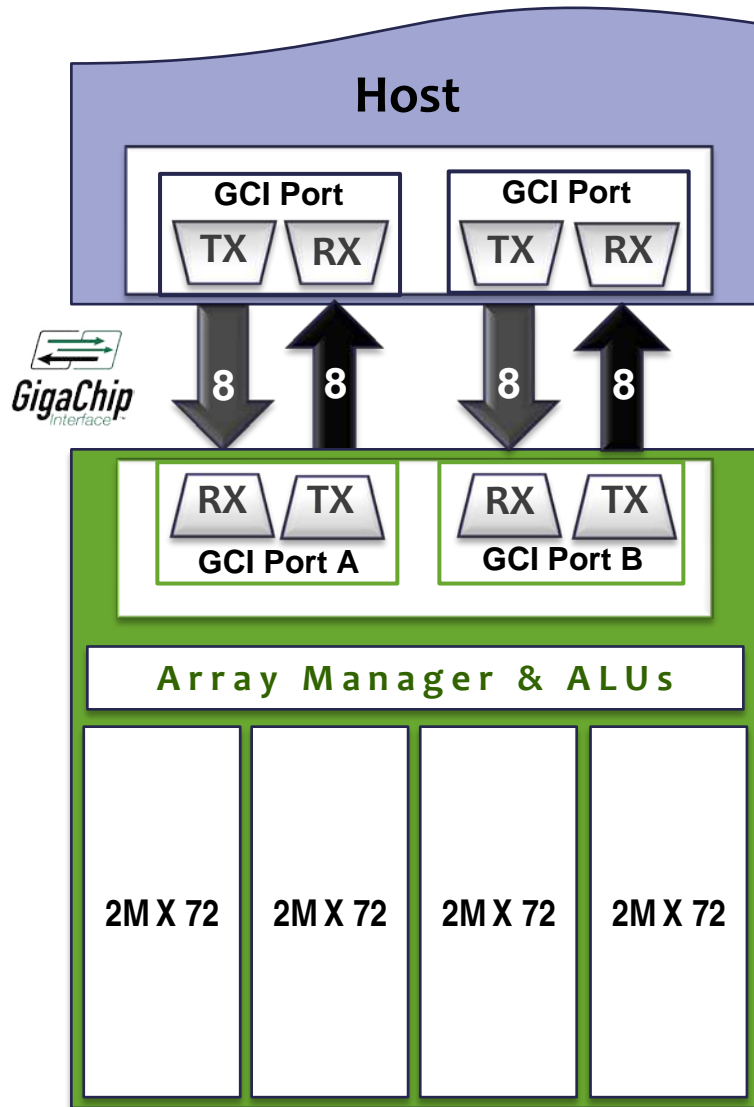 Host
GCI Port
GCI Port
TX
RX
TX
RX
GigaChip
Interface™
8
8
8
8
RX
TX
RX
TX
GCI Port A
GCI Port B
Array Manager & ALUs
2M X 72
2M X 72
2M X 72
2M X 72